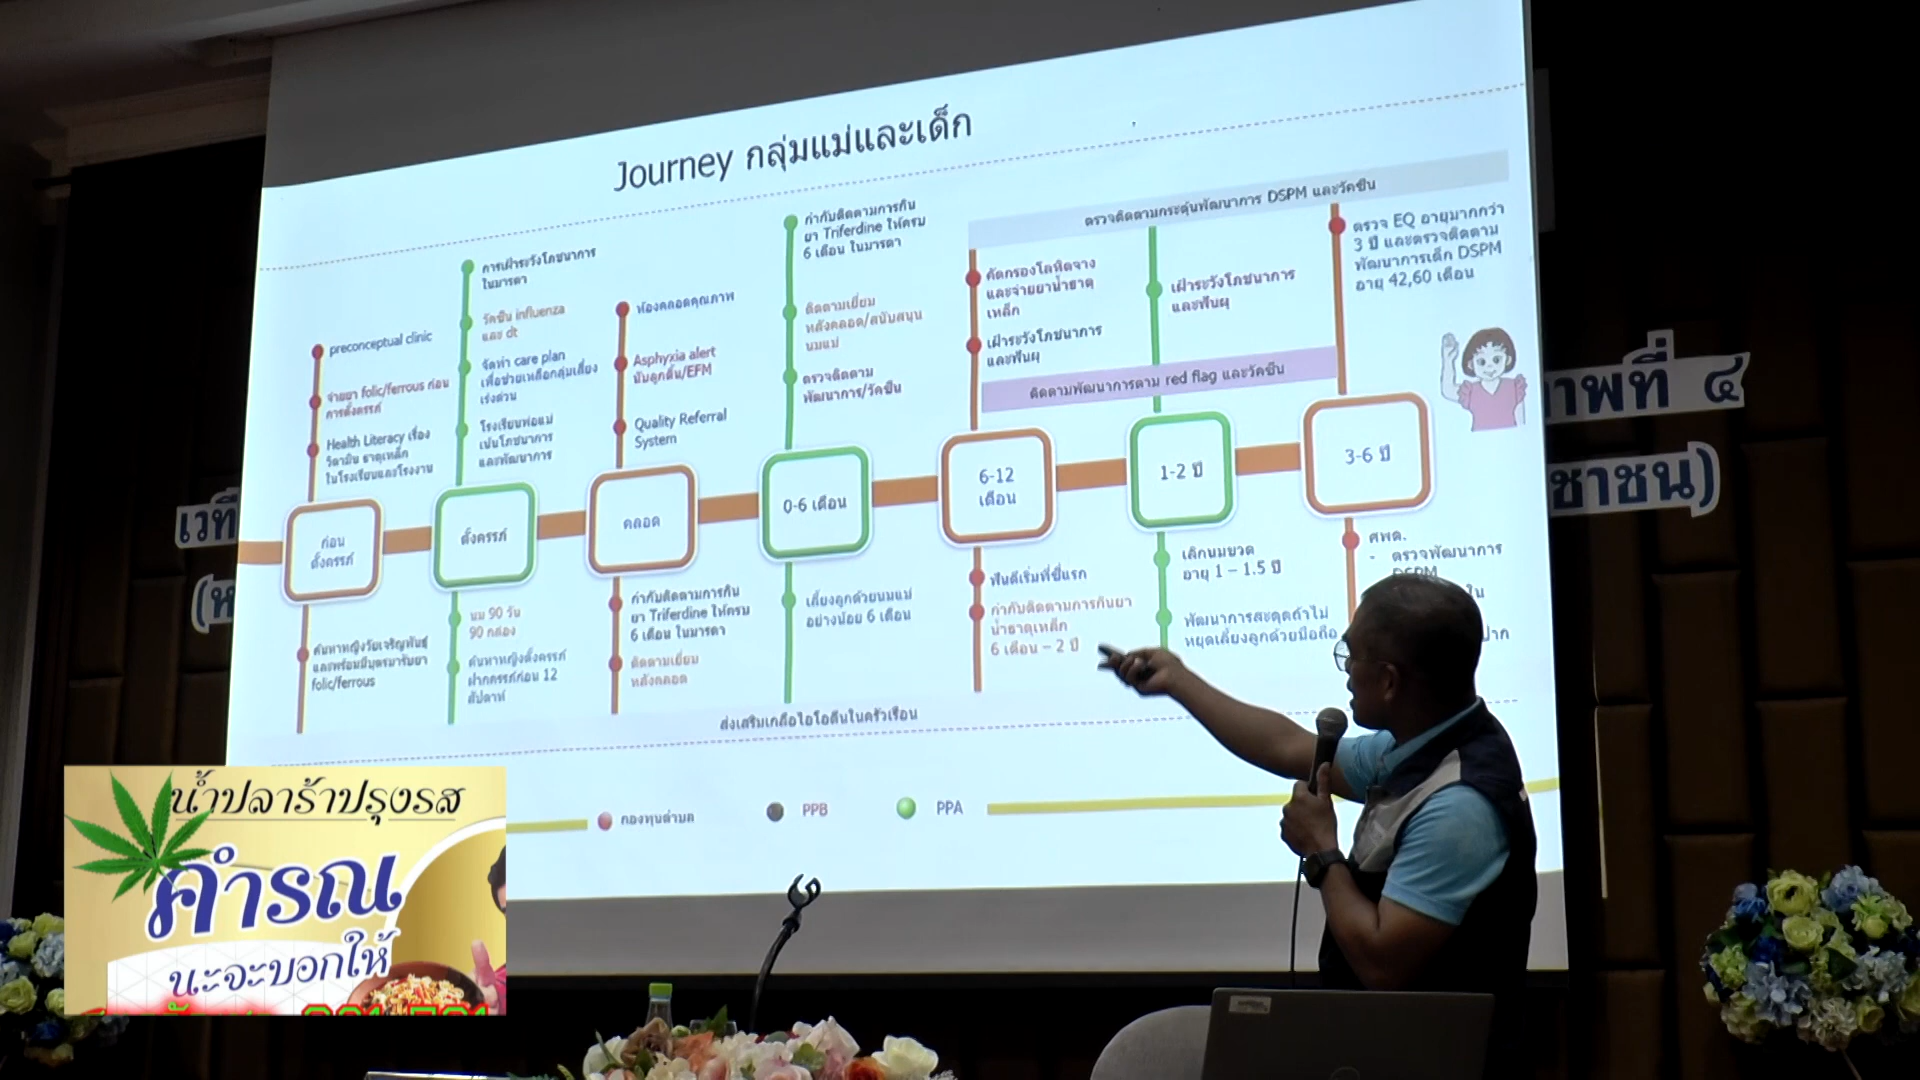 Journey กลุ่มแม่และเด็ก
ตรวจติดตามกระตุ้นพัฒนาการ DSPM และวัคซีน
preconceptual clinic
จ่ายยา folic/ferrous ก่อน
การตั้งครรภ์
Health Literacy เรื่อง
วิตามิน ธาตุเหล็ก
ในโรงเรียนและโรงงาน
การเฝ้าระวังโภชนาการ
ในมารดา
วัคซีน influenza
และ dt
จัดทำ care plan
เพื่อช่วยเหลือกลุ่มเสี่ยง
เร่งด่วน
โรงเรียนพ่อแม่
เน้นโภชนาการ
และพัฒนาการ
ห้องคลอดคุณภาพ
Asphyxia alert
นับลูกดิ้น/EFM
Quality Referral
System
กำกับติดตามการกิน
ยา Triferdine ให้ครบ
6 เดือน ในมารดา
ติดตามเยี่ยม
หลังคลอด/สนับสนุน
นมแม่
ตรวจติดตาม
พัฒนาการ/วัคซีน
คัดกรองโลหิตจาง
และจ่ายยาน้ำธาตุ
เหล็ก
เฝ้าระวังโภชนาการ
และฟันผุ
เฝ้าระวังโภชนาการ
และฟันผุ
ติดตามพัฒนาการตาม red flag และวัคซีน
ตรวจ EQ อายุมากกว่า
3 ปี และตรวจติดตาม
พัฒนาการเด็ก DSPM
อายุ 42,60 เดือน
ก่อน
ตั้งครรภ์
ตั้งครรภ์
คลอด
0-6 เดือน
6-12
เดือน
1-2 ปี
3-6 ปี
ค้นหาหญิงวัยเจริญพันธุ์
และพร้อมมีบุตรมารับยา
folic/ferrous
นม 90 วัน
90 กล่อง
ค้นหาหญิงตั้งครรภ์
ฝากครรภ์ก่อน 12
สัปดาห์
กำกับติดตามการกิน
ยา Triferdine ให้ครบ
6 เดือน ในมารดา
ติดตามเยี่ยม
หลังคลอด
เลี้ยงลูกด้วยนมแม่
อย่างน้อย 6 เดือน
ฟันดีเริ่มที่ซี่แรก
กำกับติดตามการกินยา
น้ำธาตุเหล็ก
6 เดือน – 2 ปี
เลิกนมขวด
อายุ 1 – 1.5 ปี
พัฒนาการสะดุดถ้าไม่
หยุดเลี้ยงลูกด้วยมือถือ
ศพด.
- ตรวจพัฒนาการ
DSPM
ใน
ปาก
ส่งเสริมเกลือไอโอดีนในครัวเรือน
กองทุนตำบล
PPB
PPA
เวที
(ห
าพที่ ๔
ชาชน)
น้ำปลาร้าปรุงรส
คำรณ
นะจะบอกให้